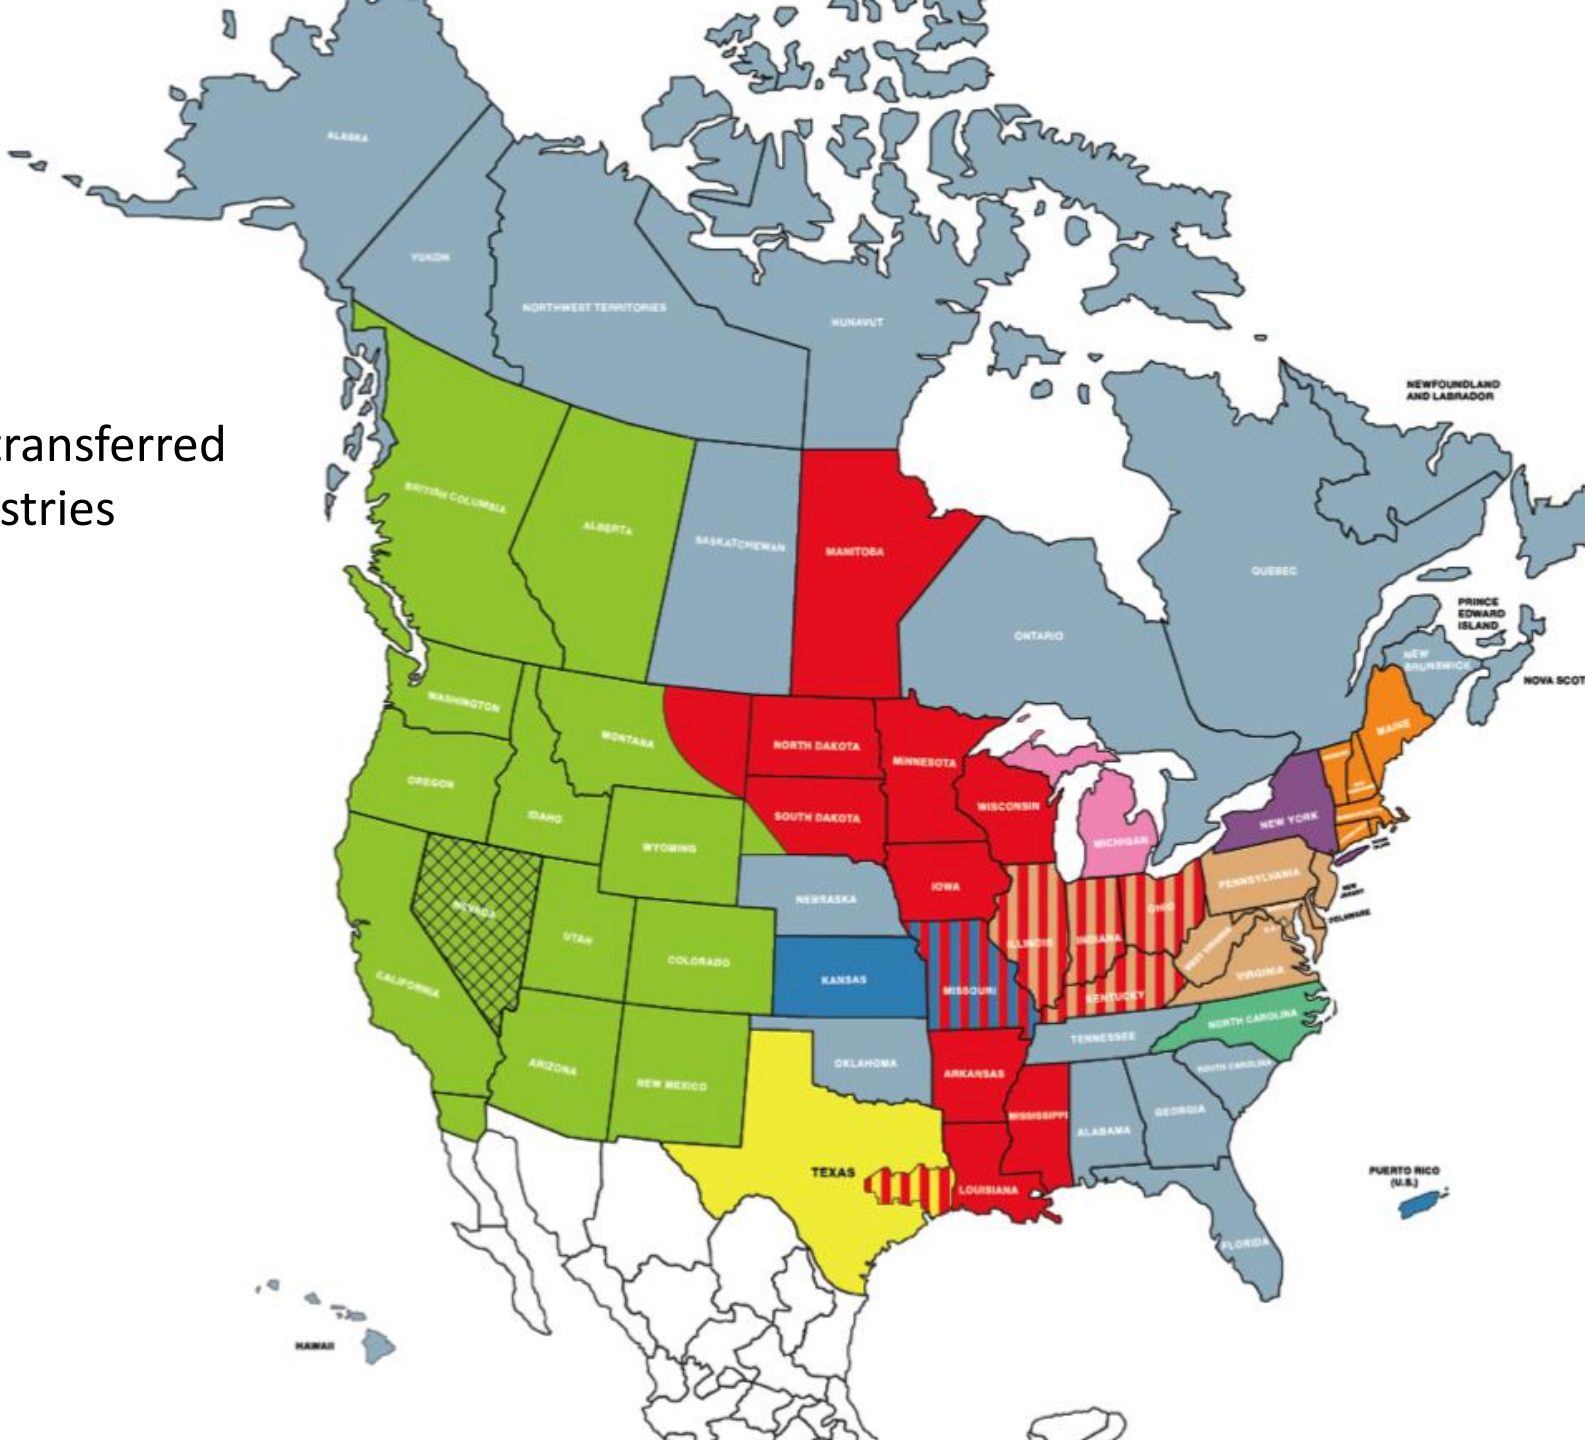 transferred
stries
ALASKA
YUKON
NORTHWEST TERRITORIES
NUNAVUT
NEWFOUNDLAND
AND LABRADOR
BRITISH COLUMBIA
ALBERTA
SASKATCHEWAN
MANITOBA
ONTARIO
QUEBEC
PRINCE
EDWARD
ISLAND
NEW
BRUNSWICK
NOVA SCOT
WASHINGTON
MONTANA
NORTH DAKOTA
MINNESOTA
MAINE
OREGON
IDAHO
WYOMING
SOUTH DAKOTA
WISCONSIN
MICHIGAN
NEW YORK
NEVADA
UTAH
COLORADO
NEBRASKA
IOWA
ILLINOIS
INDIANA
OHIO
PENNSYLVANIA
NEW
JERSEY
DELAWARE
WEST VIRGINIA
VIRGINIA
CALIFORNIA
KANSAS
MISSOURI
KENTUCKY
ARIZONA
NEW MEXICO
OKLAHOMA
ARKANSAS
TENNESSEE
NORTH CAROLINA
SOUTH CAROLINA
MISSISSIPPI
ALABAMA
GEORGIA
TEXAS
LOUISIANA
FLORIDA
PUERTO RICO
(U.S.)
HAWAII